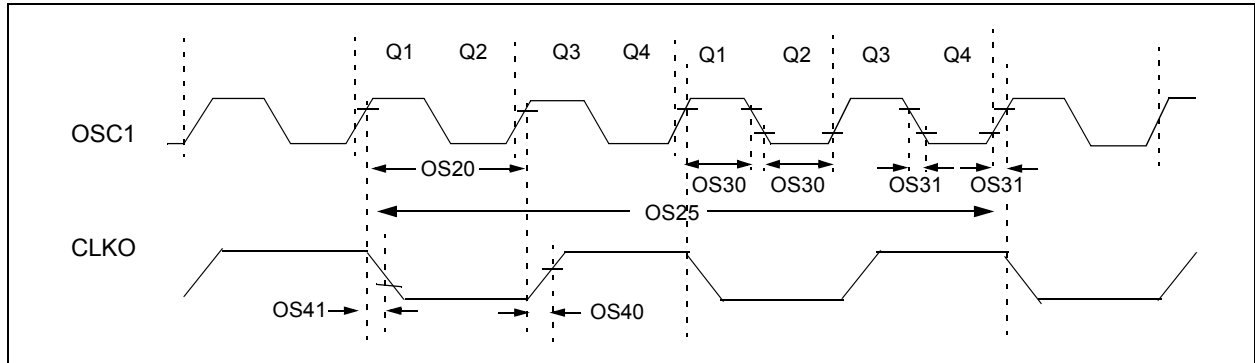 Q1 Q2 Q3 Q4 Q1 Q2 Q3 Q4
OSC1
OS20
OS30 OS30 OS31 OS31
OS25
CLKO
OS41 OS40